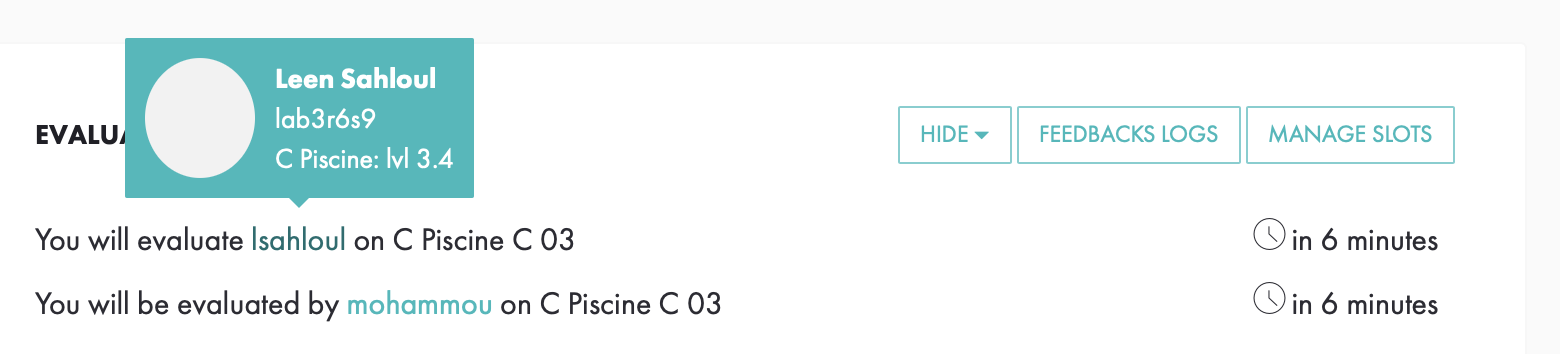 Leen Sahloul
lab3r6s9
C Piscine: lvl 3.4
HIDE
FEEDBACKS LOGS
MANAGE SLOTS
You will evaluate lsahloul on C Piscine C 03
in 6 minutes
You will be evaluated by mohammou on C Piscine C 03
in 6 minutes